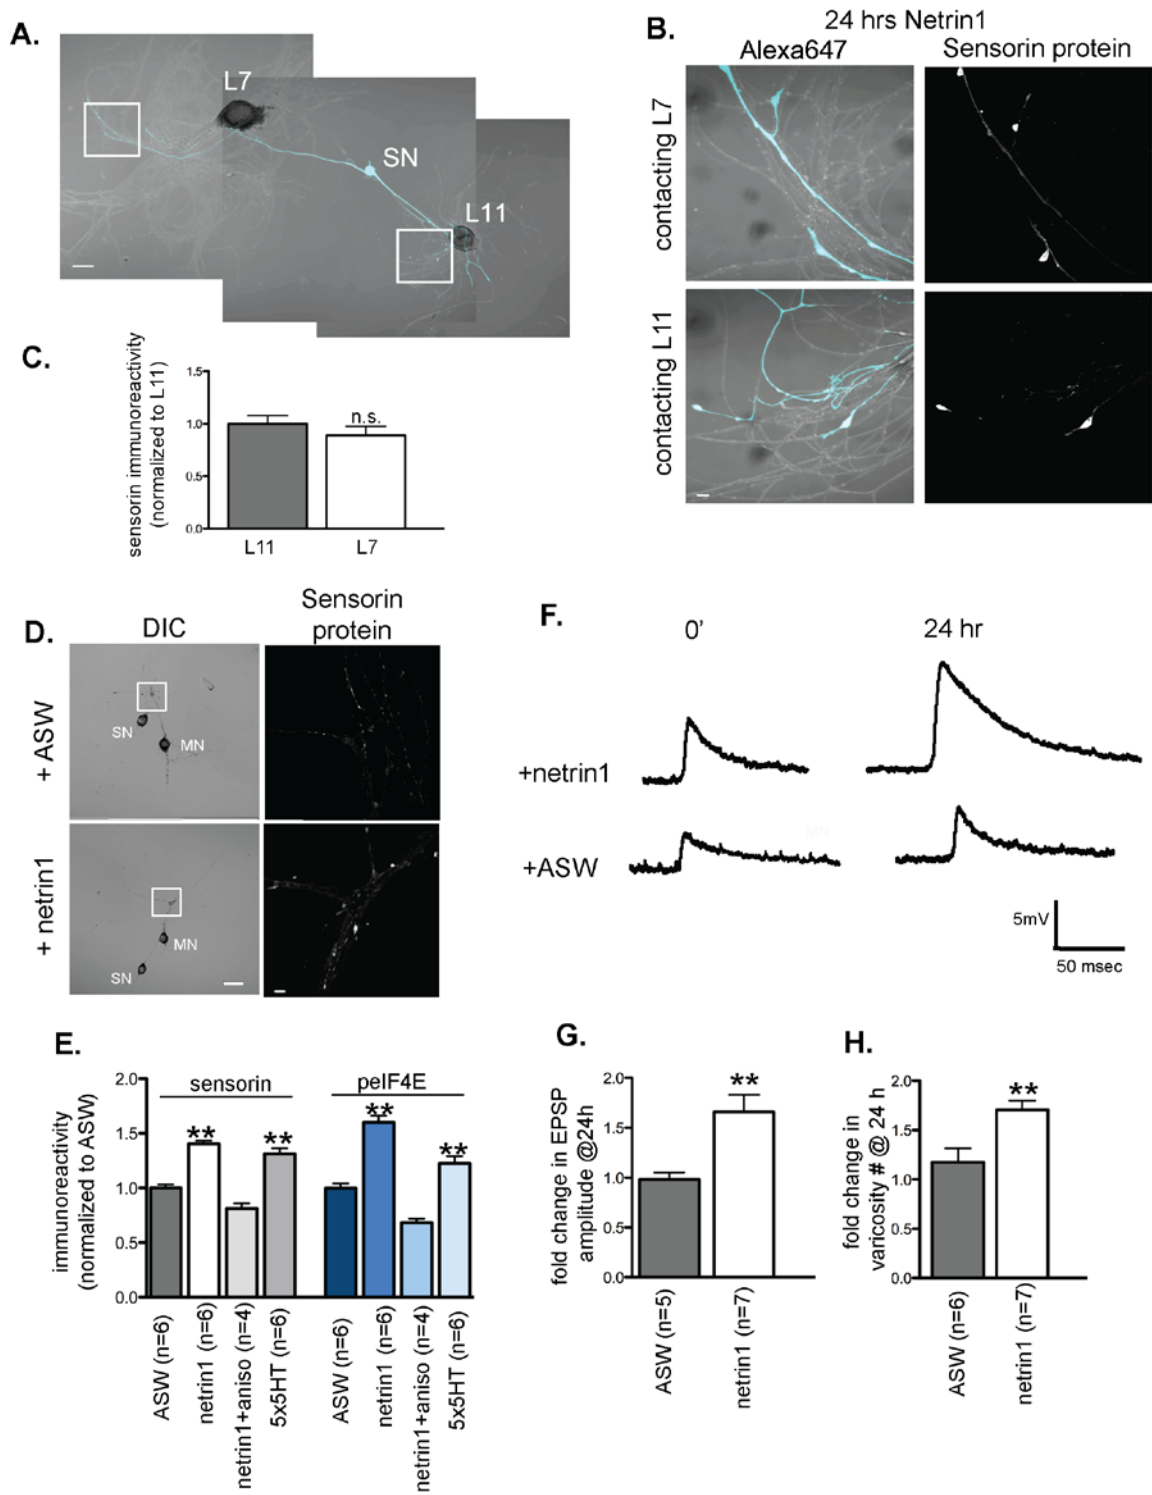 A.
L7
SN
L11
B.
24 hrs Netrin1
Alexa647
Sensorin protein
contacting L7
contacting L11
C.
sensorin immunoreactivity
(normalized to L11)
1.5
1.0
0.5
0.0
n.s.
L11
L7
D.
DIC
Sensorin
protein
+ ASW
SN
MN
+ netrin1
MN
SN
F.
0'
24 hr
+netrin1
+ASW
5mV
50 msec
E.
immunoreactivity
(normalized to ASW)
2.0
1.5
1.0
0.5
0.0
sensorin
peIF4E
**
**
**
**
ASW (n=6)
netrin1 (n=6)
netrin1+aniso (n=4)
5x5HT (n=6)
ASW (n=6)
netrin1 (n=6)
netrin1+aniso (n=4)
5x5HT (n=6)
G.
fold change in EPSP
amplitude @24h
2.0
1.5
1.0
0.5
0.0
**
ASW (n=5)
netrin1 (n=7)
H.
fold change in
varicosity # @ 24 h
2.0
1.5
1.0
0.5
0.0
**
ASW (n=6)
netrin1 (n=7)